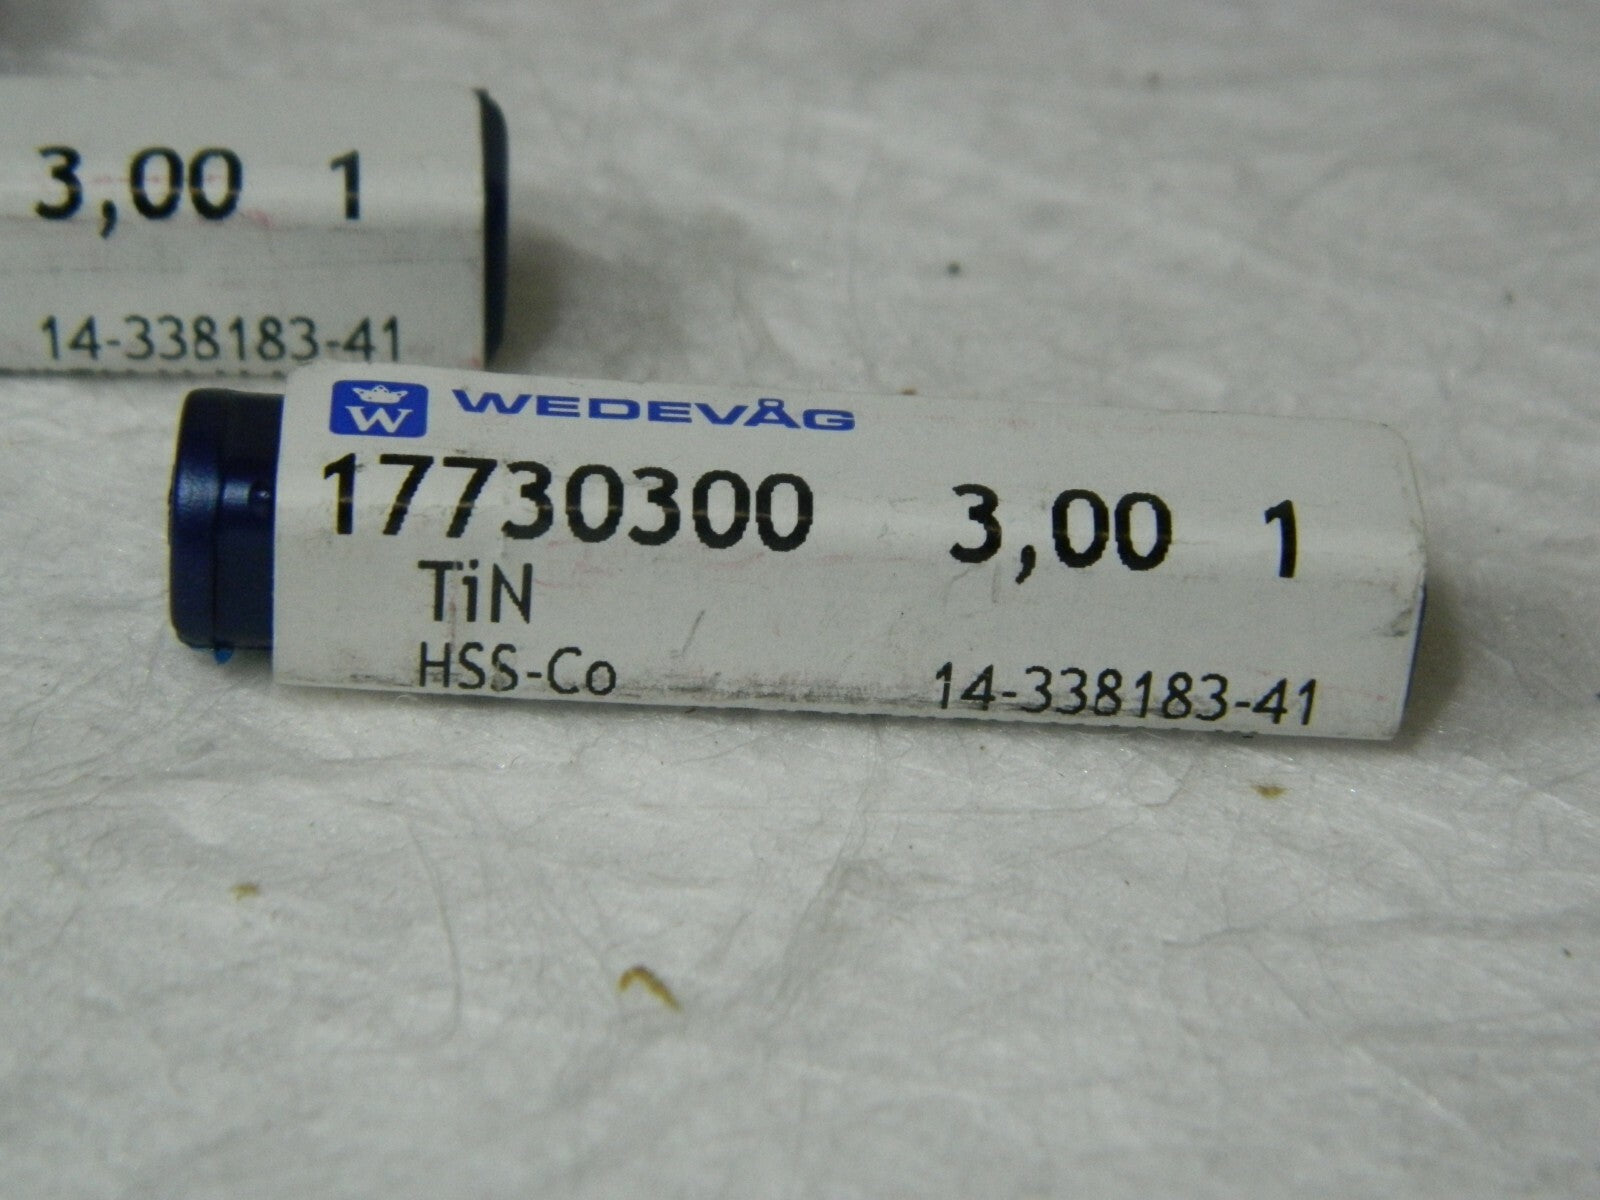 3,00 1
14-338183-41
W WEDEVÅG
17730300 3,00 1
TiN
HSS-Co 14-338183-41